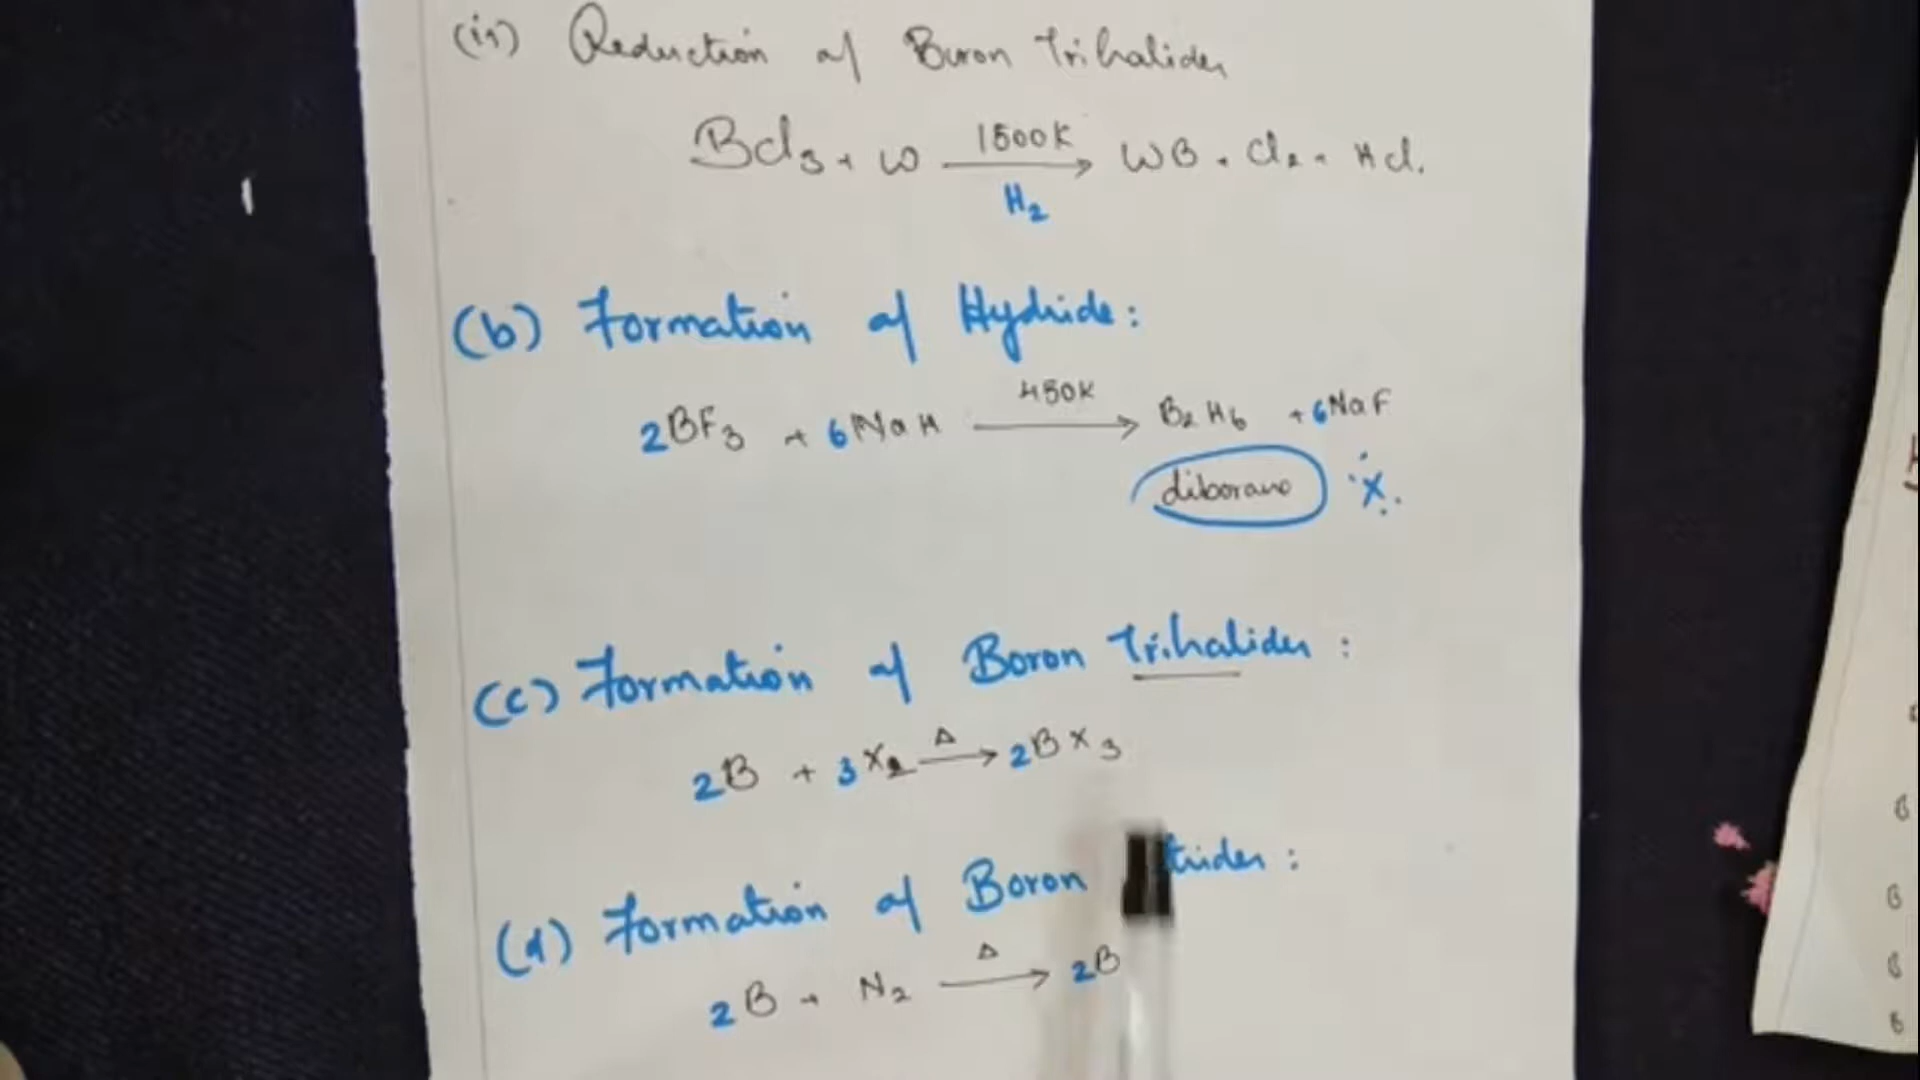 (ii) Reduction of Boron Trihalides
BCl3 + W 1500K WB + Cl2 + HCl.
H2
(b) Formation of Hydride:
2BF3 + 6NaH 450K B2H6 + 6NaF
diborane X.
(c) Formation of Boron Trihalides:
2B + 3X2 Δ → 2BX3
(d) Formation of Boron
2B + N2 Δ → 2B